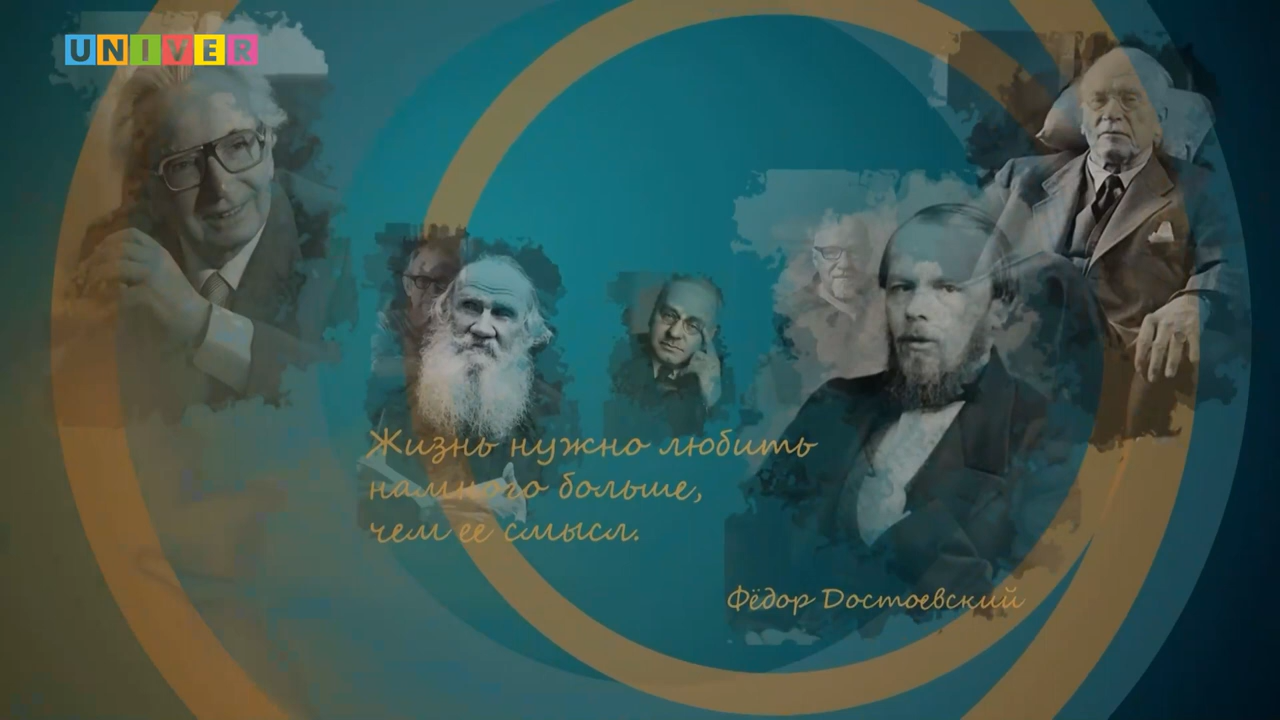 UNIVER
Жизнь нужно любить
намного больше,
чем ее смысл.
Фёдор Достоевский